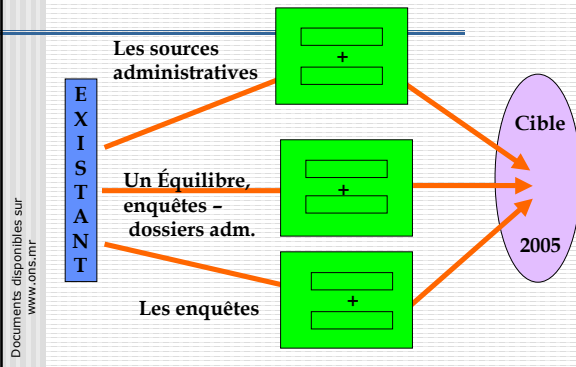 Les sources
administratives
+
E
X
I
S
T
A
N
T
Un Équilibre,
enquêtes –
dossiers adm.
+
Les enquêtes
+
Cible
2005
Documents disponibles sur
www.ons.mr